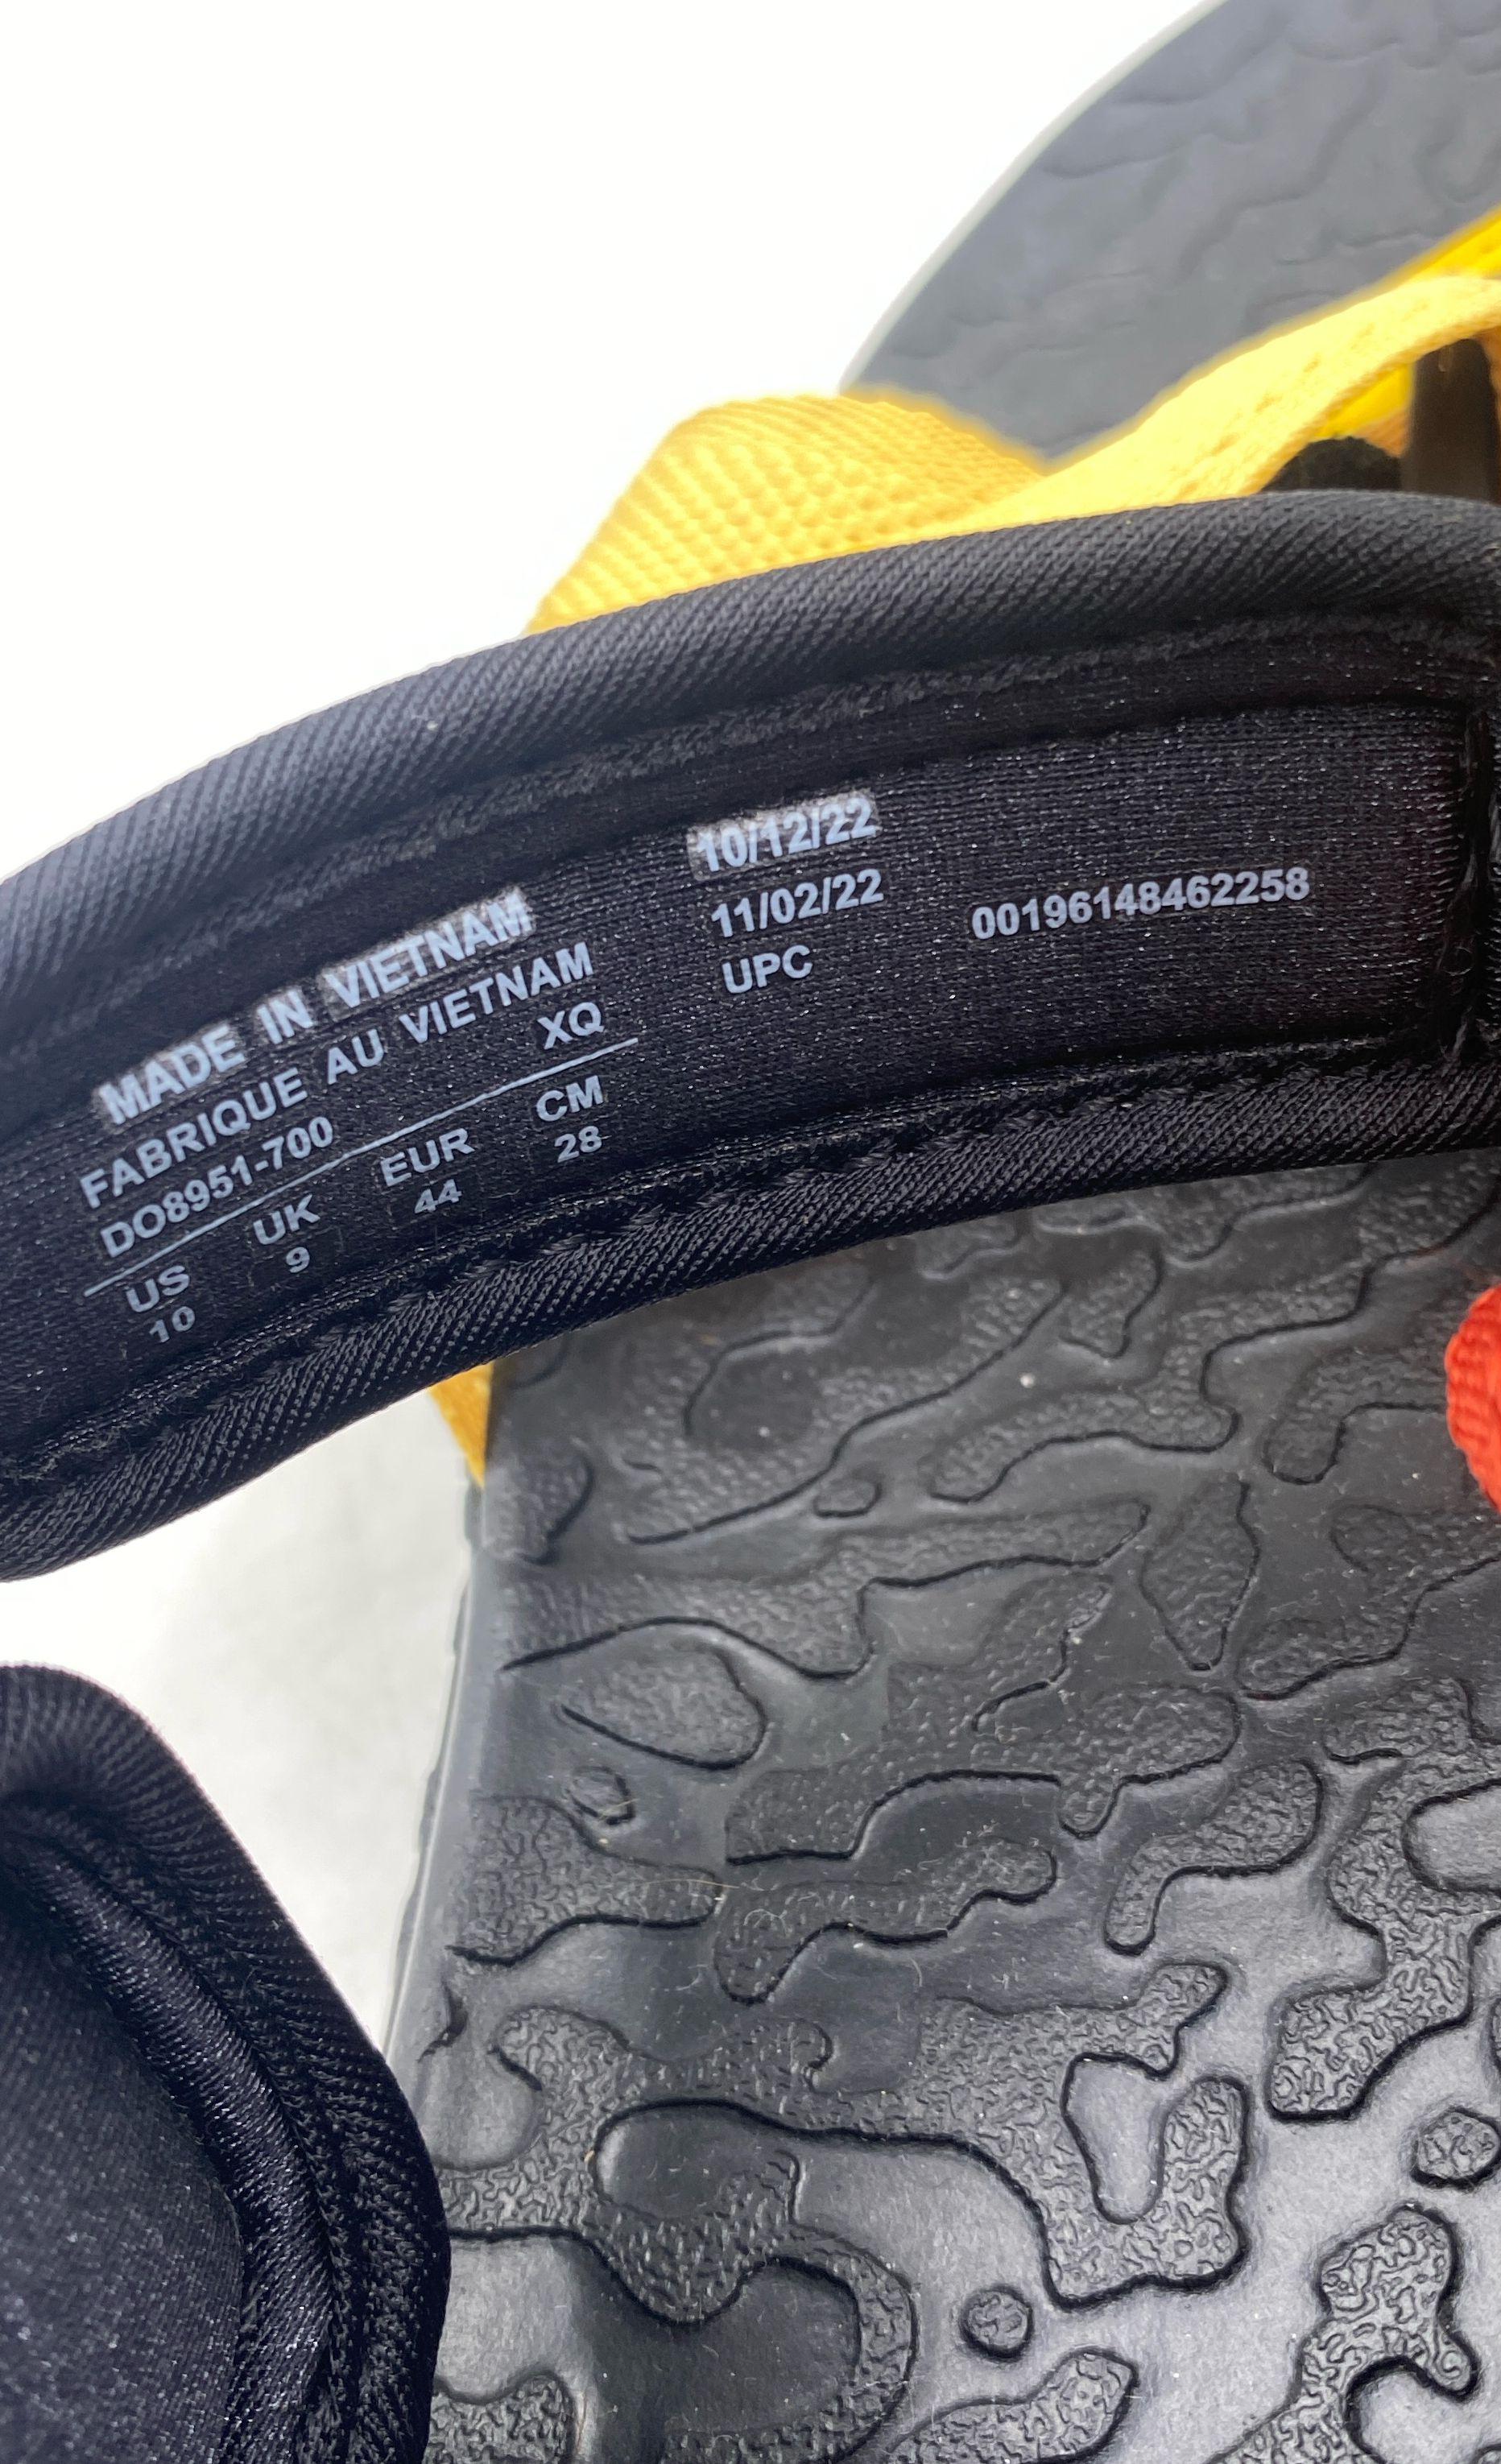 MADE IN VIETNAM
FABRIQUE AU VIETNAM
DO8951-700 XQ
US UK EUR CM
10 9 44 28
10/12/22
11/02/22
UPC 00196148462258